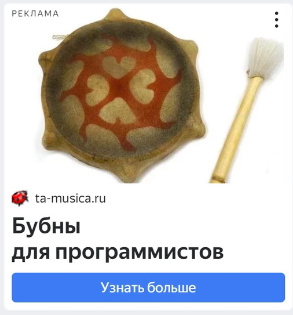 РЕКЛАМА
ta-musica.ru
Бубны
для программистов
Узнать больше